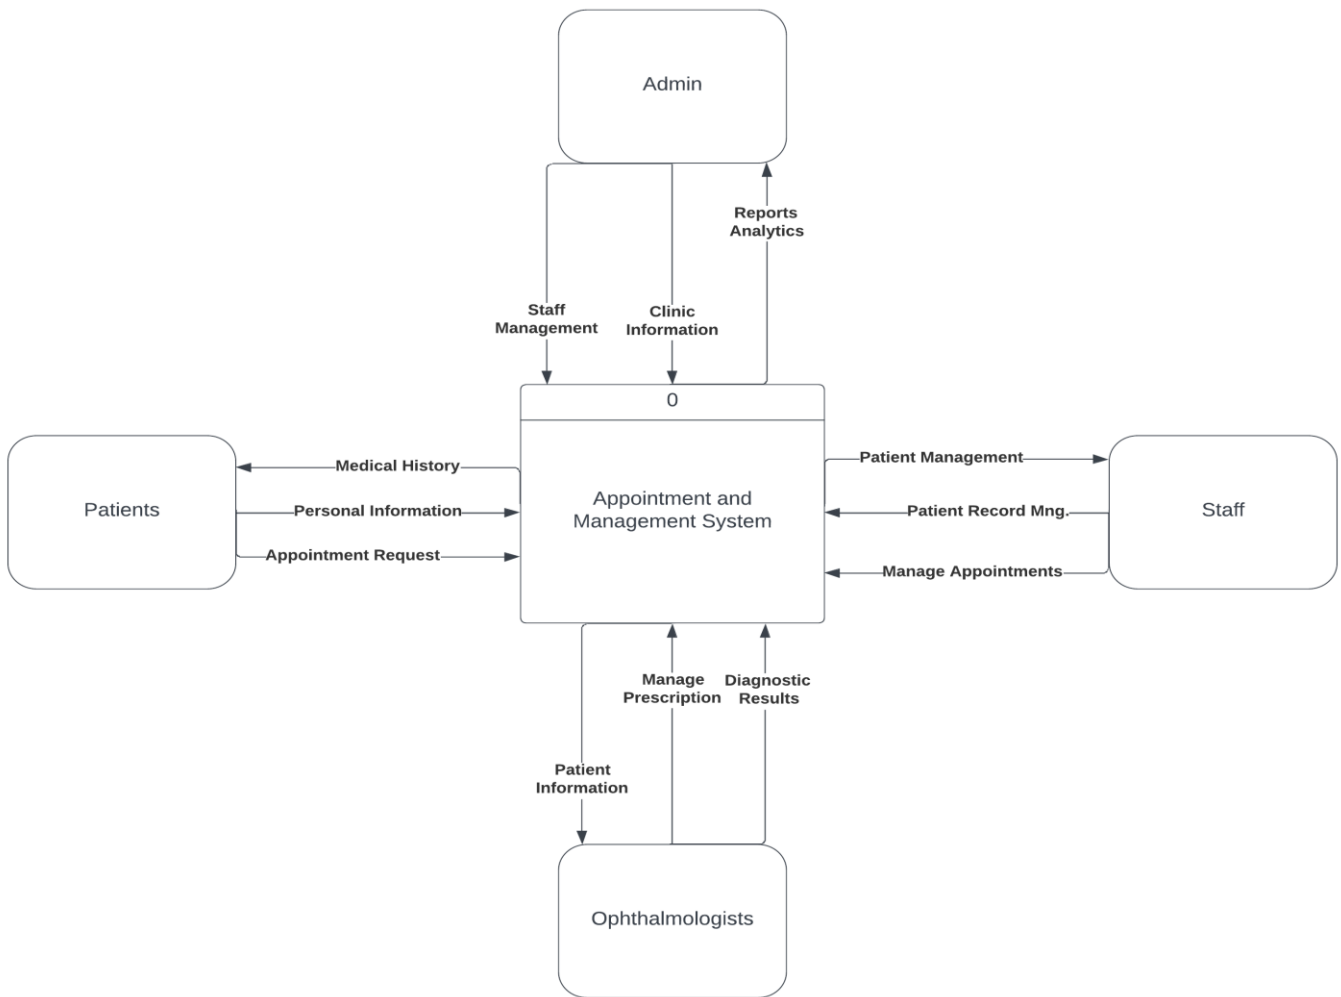 Admin
Reports
Analytics
Staff
Management
Clinic
Information
0
Medical History
Patient Management
Patients
Personal Information
Appointment and
Management System
Patient Record Mng.
Staff
Appointment Request
Manage Appointments
Manage
Prescription
Diagnostic
Results
Patient
Information
Ophthalmologists